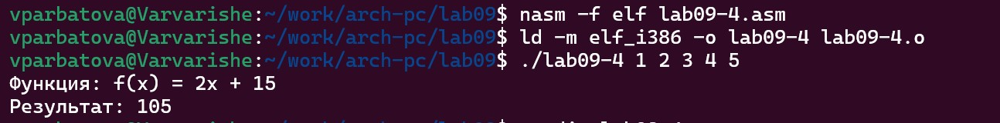 vparbatova@Varvarishe:~/work/arch-pc/lab09$ nasm -f elf lab09-4.asm
vparbatova@Varvarishe:~/work/arch-pc/lab09$ ld -m elf_i386 -o lab09-4 lab09-4.o
vparbatova@Varvarishe:~/work/arch-pc/lab09$ ./lab09-4 1 2 3 4 5
Функция: f(x) = 2x + 15
Результат: 105